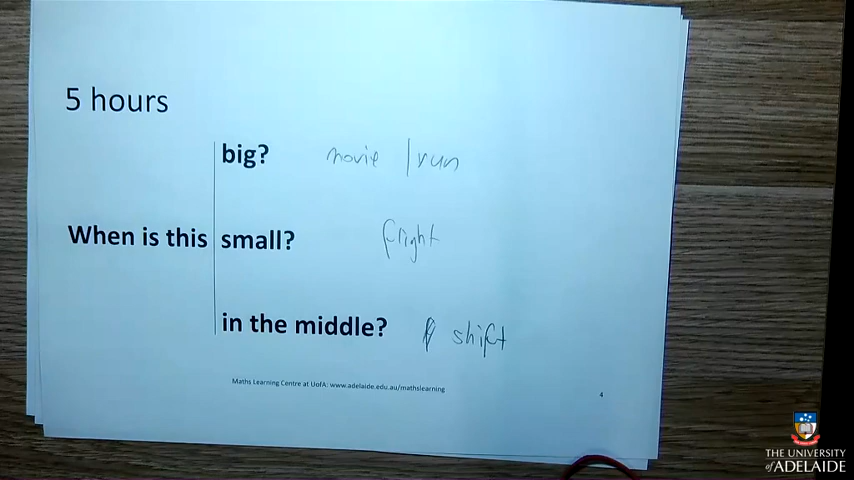 5 hours
big? movie / run
When is this small? flight
in the middle? shift
Maths Learning Centre at UofA: www.adelaide.edu.au/mathslearning
4
THE UNIVERSITY
of ADELAIDE